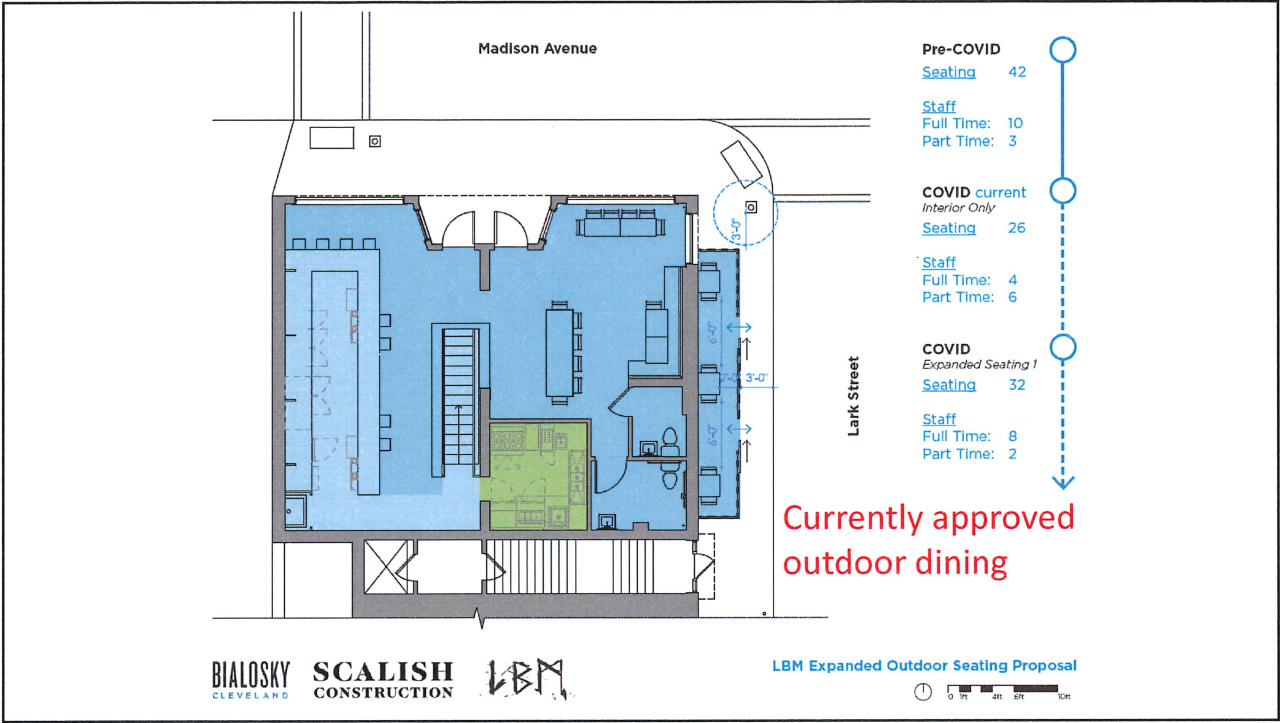 Madison Avenue
Pre-COVID
Seating 42
Staff
Full Time: 10
Part Time: 3
COVID current
Interior Only
Seating 26
Staff
Full Time: 4
Part Time: 6
COVID
Expanded Seating 1
Seating 32
Staff
Full Time: 8
Part Time: 2
3'-0"
6'-0"
3'-0"
6'-0"
Lark Street
Currently approved
outdoor dining
BIALOSKY
CLEVELAND
SCALISH
CONSTRUCTION
LBM
LBM Expanded Outdoor Seating Proposal
0 1ft 4ft 6ft 10ft